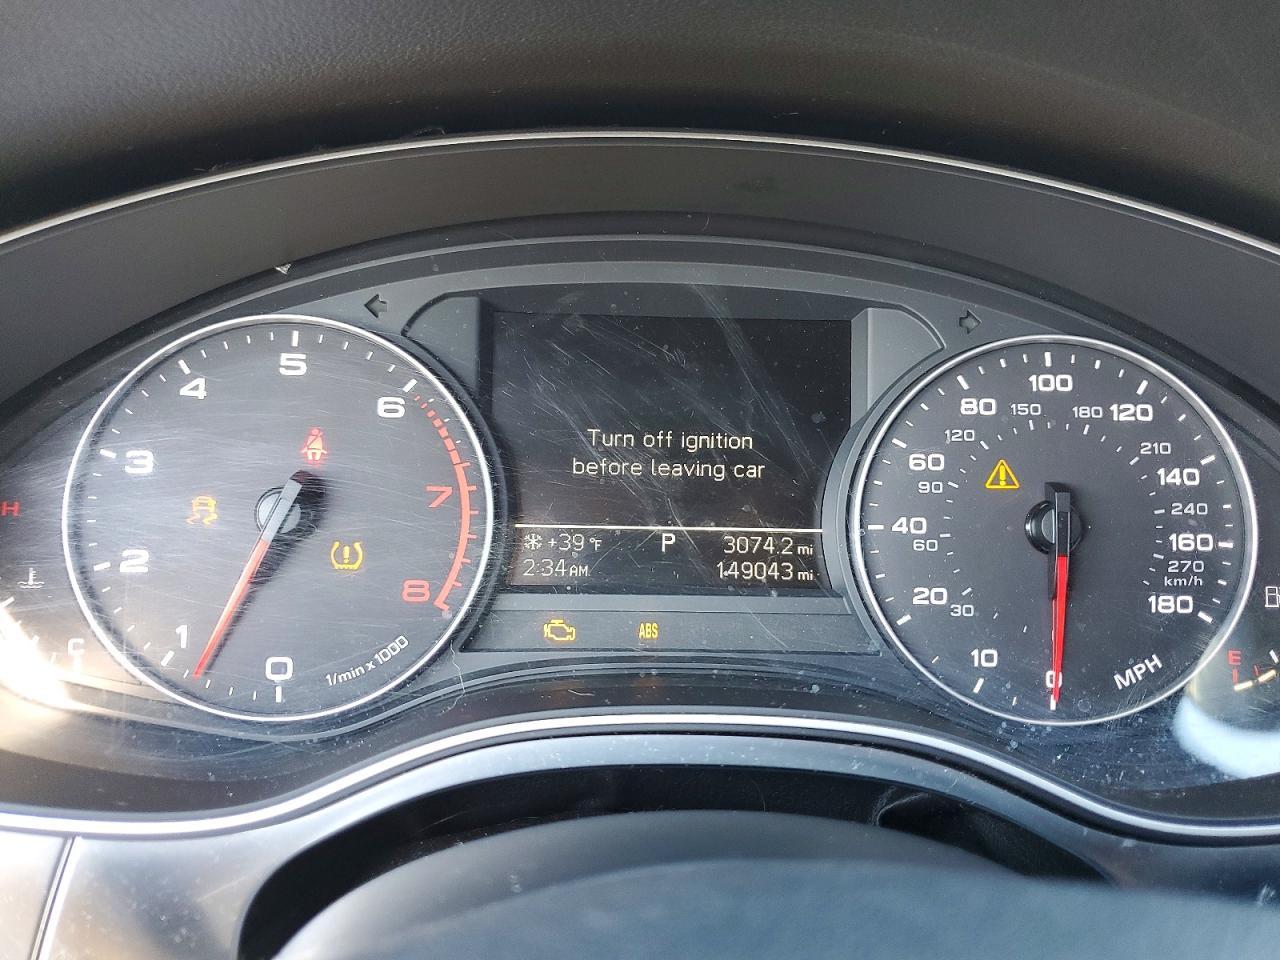 Turn off ignition
before leaving car
+39 °F P 3074.2 mi
2:34 AM 149043 mi
ABS
0
1
2
3
4
5
6
7
8
1/min x 1000
H
C
0
10
20
40
60
80
100
120
140
160
180
MPH
30
60
90
120
150
180
210
240
270
km/h
E